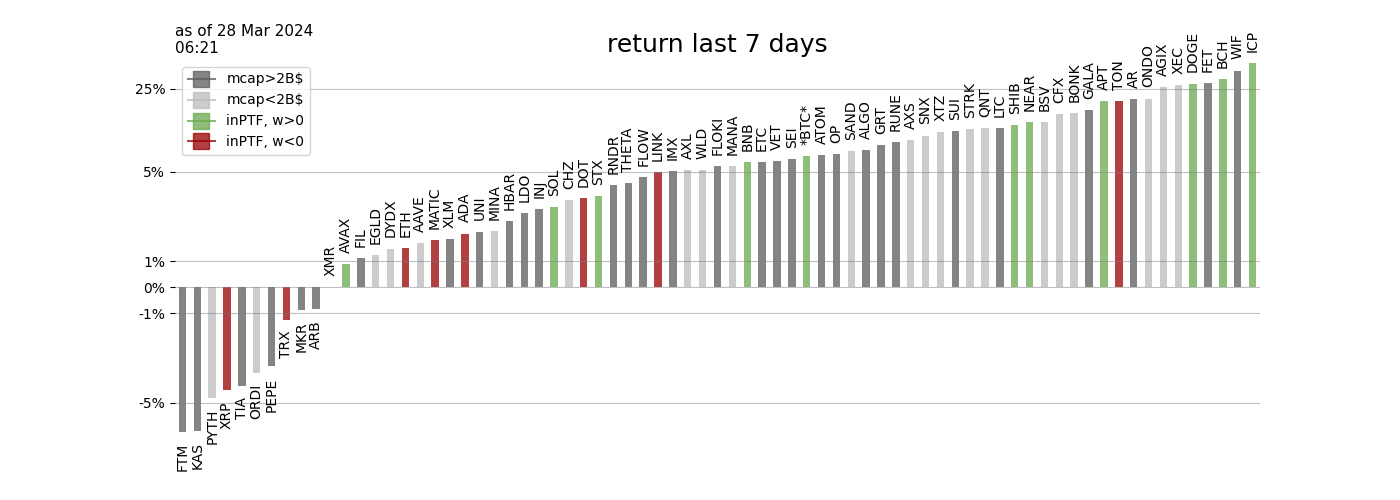 as of 28 Mar 2024
06:21
return last 7 days
mcap>2B$
mcap<2B$
inPTF, w>0
inPTF, w<0
25%
5%
1%
0%
-1%
-5%
FTM
KAS
PYTH
XRP
TIA
ORDI
PEPE
TRX
MKR
ARB
XMR
AVAX
FIL
EGLD
DYDX
ETH
AAVE
MATIC
XLM
ADA
UNI
MINA
HBAR
LDO
INJ
SOL
CHZ
DOT
STX
RNDR
THETA
FLOW
LINK
IMX
AXL
WLD
FLOKI
MANA
BNB
ETC
VET
SEI
*BTC*
ATOM
OP
SAND
ALGO
GRT
RUNE
AXS
SNX
XTZ
SUI
STRK
QNT
LTC
SHIB
NEAR
BSV
CFX
BONK
GALA
APT
TON
AR
ONDO
AGIX
XEC
DOGE
FET
BCH
WIF
ICP